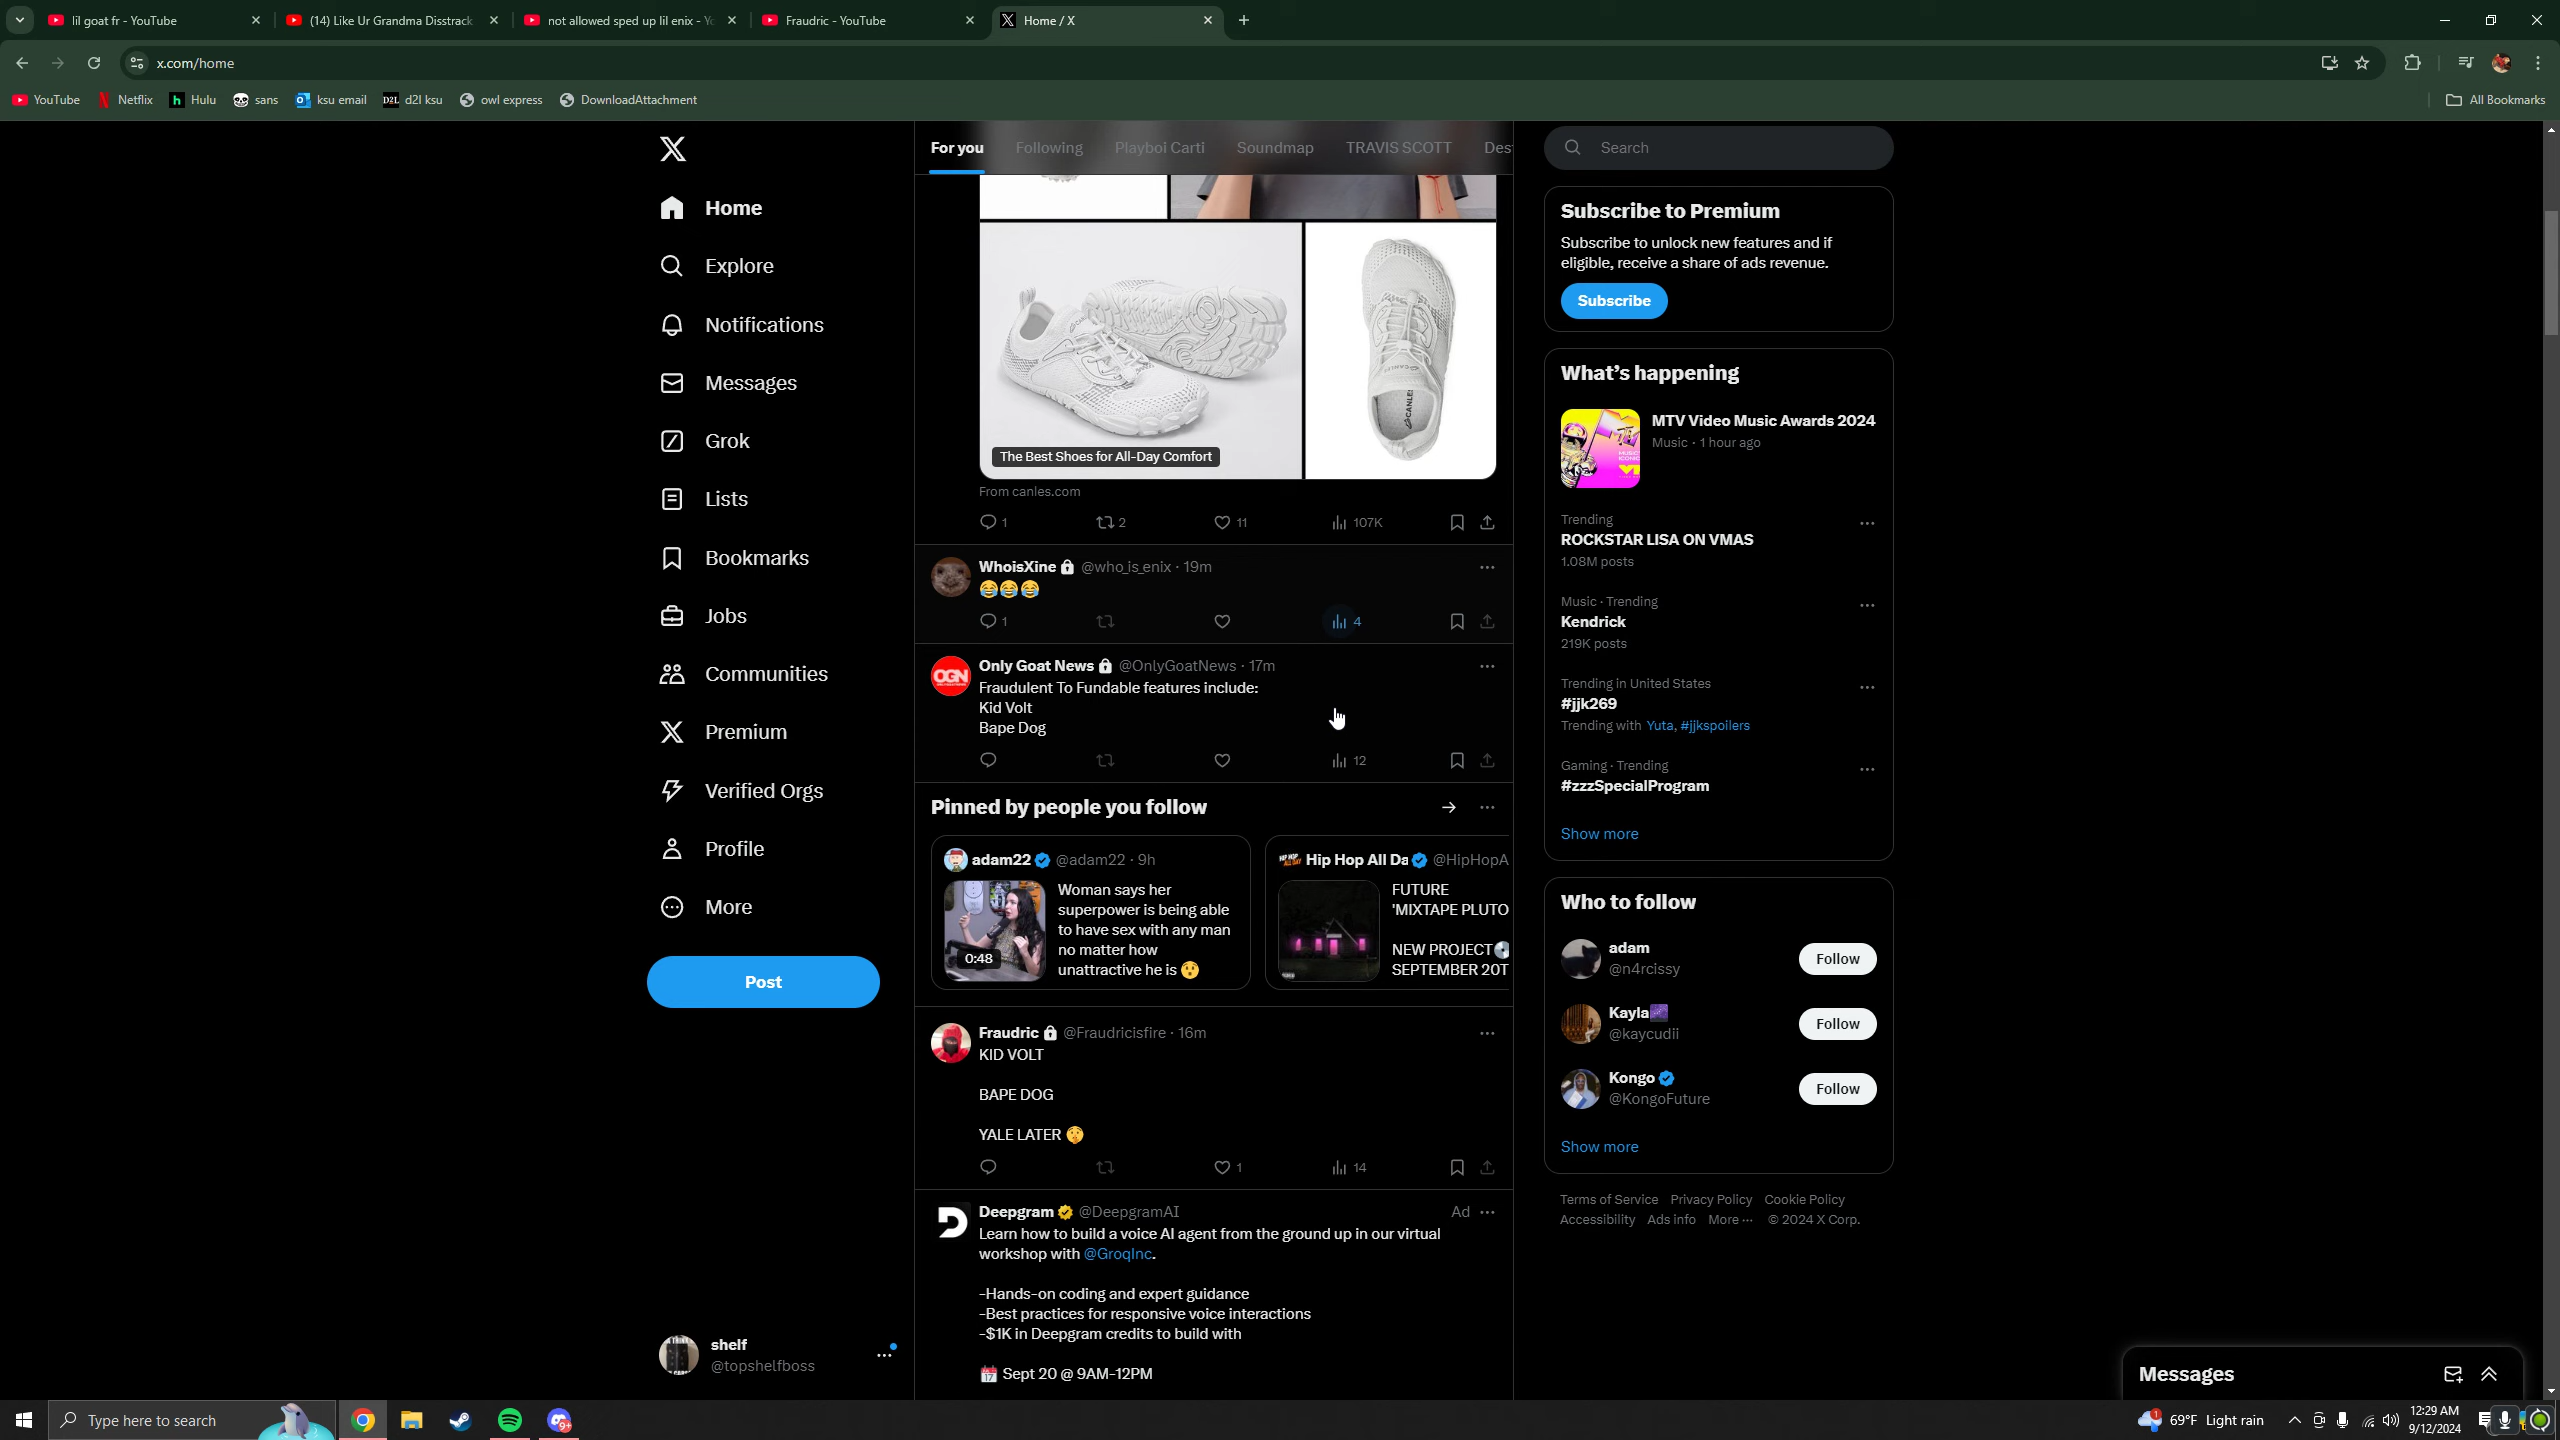 lil goat fr - YouTube
(14) Like Ur Grandma Disstrack
not allowed sped up lil enix - Yo
Fraudric - YouTube
Home / X
x.com/home
YouTube
Netflix
Hulu
sans
ksu email
D2L d2l ksu
owl express
DownloadAttachment
All Bookmarks
Home
Explore
Notifications
Messages
Grok
Lists
Bookmarks
Jobs
Communities
Premium
Verified Orgs
Profile
More
Post
shelf
@topshelfboss
For you Following Playboi Carti Soundmap TRAVIS SCOTT Des
The Best Shoes for All-Day Comfort
From canles.com
1 2 11 107K
WhoisXine @who_is_enix · 19m
😂😂😂
1 4
Only Goat News @OnlyGoatNews · 17m
OGN
Fraudulent To Fundable features include:
Kid Volt
Bape Dog
12
Pinned by people you follow
adam22 @adam22 · 9h
Woman says her
superpower is being able
to have sex with any man
no matter how
unattractive he is 😲
0:48
Hip Hop All Da @HipHopA
FUTURE
'MIXTAPE PLUTO
NEW PROJECT💿
SEPTEMBER 20T
Fraudric @Fraudricisfire · 16m
KID VOLT
BAPE DOG
YALE LATER 🤫
1 14
Deepgram @DeepgramAI Ad
Learn how to build a voice AI agent from the ground up in our virtual
workshop with @GroqInc.
-Hands-on coding and expert guidance
-Best practices for responsive voice interactions
-$1K in Deepgram credits to build with
📅 Sept 20 @ 9AM-12PM
Search
Subscribe to Premium
Subscribe to unlock new features and if
eligible, receive a share of ads revenue.
Subscribe
What's happening
MTV Video Music Awards 2024
Music · 1 hour ago
Trending
ROCKSTAR LISA ON VMAS
1.08M posts
Music · Trending
Kendrick
219K posts
Trending in United States
#jjk269
Trending with Yuta, #jjkspoilers
Gaming · Trending
#zzzSpecialProgram
Show more
Who to follow
adam
@n4rcissy
Follow
Kayla
@kaycudii
Follow
Kongo
@KongoFuture
Follow
Show more
Terms of Service Privacy Policy Cookie Policy
Accessibility Ads info More ··· © 2024 X Corp.
Messages
Type here to search
69°F Light rain
12:29 AM
9/12/2024